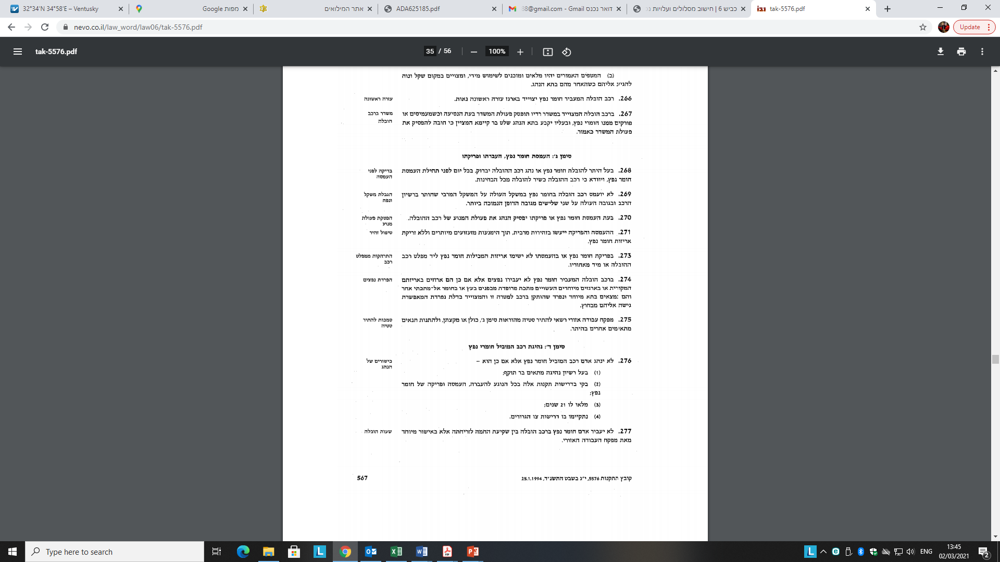 32°34'N 34°58'E – Ventusky
מפות Google
אתר המילואים
ADA625185.pdf
דואר נכנס 88@gmail.com - Gmail
כביש 6 | חישוב מסלולים ועלויות נס
tak-5576.pdf
nevo.co.il/law_word/law06/tak-5576.pdf
Update
tak-5576.pdf
35 / 56
100%
(ב) המטפים האמורים יהיו מלאים ומוכנים לשימוש מידי, ומצויים במקום שקל ונוח
להגיע אליהם כשהאחד מהם בתא הנהג.
266. רכב הובלה המעביר חומר נפץ יצוייד בארגז עזרה ראשונה נאות.
עזרה ראשונה
267. ברכב הובלה המצוייד במשדר רדיו תופסק פעולת המשדר בעת הנסיעה וכשמעמיסים או
פורקים ממנו חומרי נפץ, ובעליו יקבע בתא הנהג שלט בר קיימא המציין כי חובה להפסיק את
פעולת המשדר כאמור.
משדר ברכב
הובלה
סימן ג׳: העמסת חומר נפץ, העברתו ופריקתו
268. בעל היתר להובלת חומר נפץ או נהג רכב ההובלה יבדוק, בכל יום לפני תחילת העמסת
חומר נפץ, ויוודא כי רכב ההובלה כשיר להובלה מכל הבחינות.
בדיקה לפני
העמסה
269. לא יועמס רכב הובלה בחומר נפץ במשקל העולה על המשקל המרבי שהותר ברשיון
הרכב ובגובה העולה על שני שלישים מגובה הדופן הנמוכה ביותר.
הגבלת משקל
ונפח
270. בעת העמסת חומר נפץ או פריקתו יפסיק הנהג את פעולת המנוע של רכב ההובלה.
הפסקת פעולת
מנוע
271. ההעמסה והפריקה ייעשו בזהירות מרבית, תוך הימנעות מזעזועים מיותרים וללא זריקת
אריזות חומר נפץ.
טיפול זהיר
273. בפריקת חומר נפץ או בהעמסתו לא ישימו אריזות המכילות חומר נפץ ליד מפלט רכב
ההובלה או מיד מאחוריו.
התרחקות ממפלט
רכב
274. ברכב הובלה המעביר חומר נפץ לא יעבירו נפצים אלא אם כן הם ארוזים באריזתם
המקורית או בארגזים מיוחדים העשויים מתכת מרופדת מבפנים בעץ או בחומר אל־מתכתי אחר
והם נמצאים בתא מיוחד ונפרד שהותקן ברכב למטרה זו והמצוייד בדלת נפרדת המאפשרת
גישה אליהם מבחוץ.
הפרדת נפצים
275. מפקח עבודה אזורי רשאי להתיר סטיה מהוראות סימן ג׳, כולן או מקצתן, ולהתנות תנאים
מתאימים אחרים בהיתר.
סמכות להתיר
סטיה
סימן ד׳: נהיגת רכב המוביל חומרי נפץ
276. לא ינהג אדם רכב המוביל חומר נפץ אלא אם כן הוא –
כישורים של
הנהג
(1) בעל רשיון נהיגה מתאים בר תוקף;
(2) בקי בדרישות תקנות אלה בכל הנוגע להעברה, העמסה ופריקה של חומר
נפץ;
(3) מלאו לו 21 שנים;
(4) נתקיימו בו דרישות צו הגרורים.
277. לא יעביר אדם חומר נפץ ברכב הובלה בין שקיעת החמה לזריחתה אלא באישור מיוחד
מאת מפקח העבודה האזורי.
שעות הובלה
קובץ התקנות 5576, י״ג בשבט התשנ״ד, 25.1.1994
567
Type here to search
ENG
13:45
02/03/2021
2